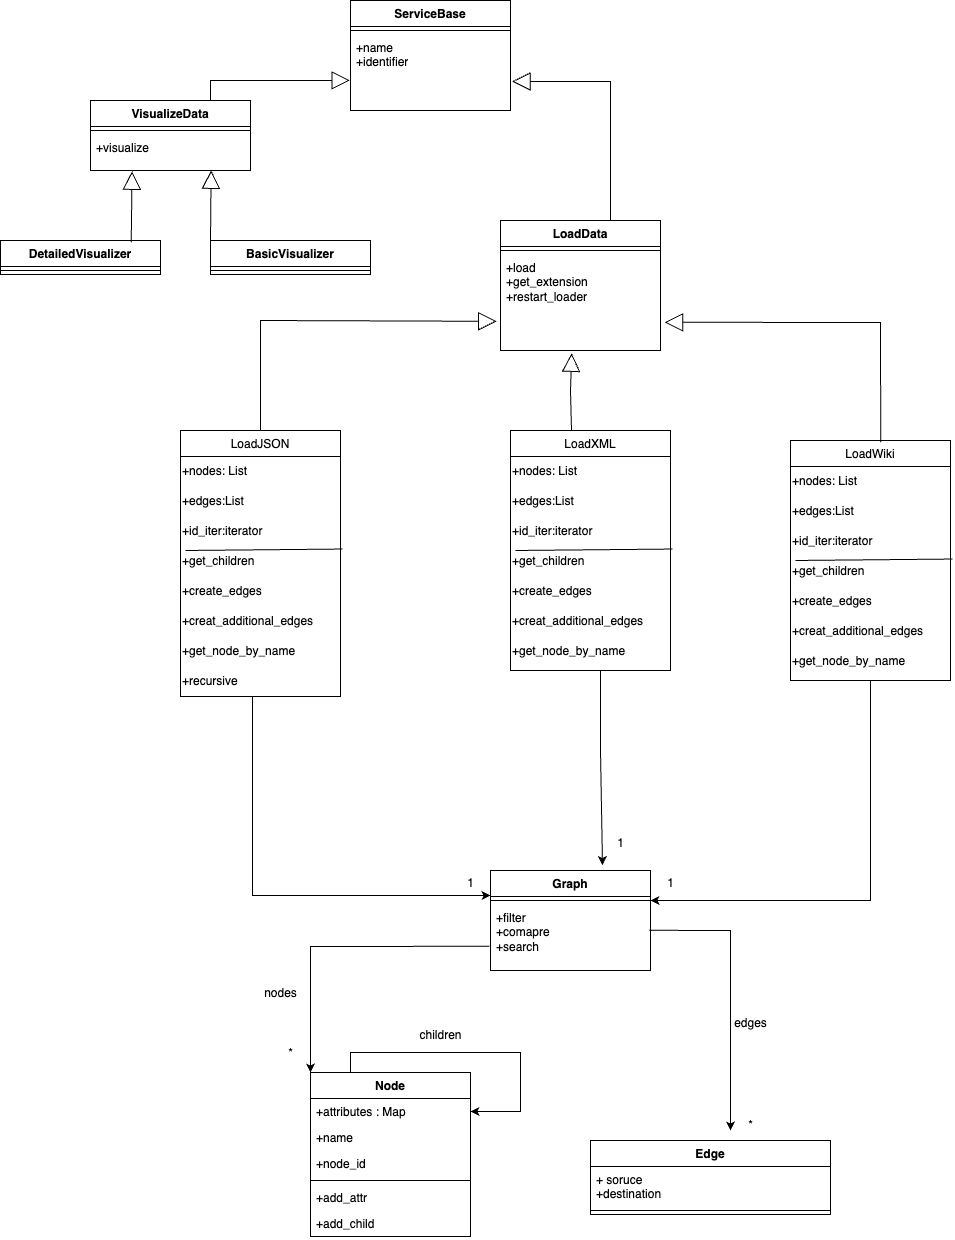 ServiceBase
+name
+identifier
VisualizeData
+visualize
DetailedVisualizer
BasicVisualizer
LoadData
+load
+get_extension
+restart_loader
LoadJSON
+nodes: List
+edges:List
+id_iter:iterator
+get_children
+create_edges
+creat_additional_edges
+get_node_by_name
+recursive
LoadXML
+nodes: List
+edges:List
+id_iter:iterator
+get_children
+create_edges
+creat_additional_edges
+get_node_by_name
LoadWiki
+nodes: List
+edges:List
+id_iter:iterator
+get_children
+create_edges
+creat_additional_edges
+get_node_by_name
1
1
1
Graph
+filter
+comapre
+search
nodes
*
children
edges
*
Node
+attributes : Map
+name
+node_id
+add_attr
+add_child
Edge
+ soruce
+destination